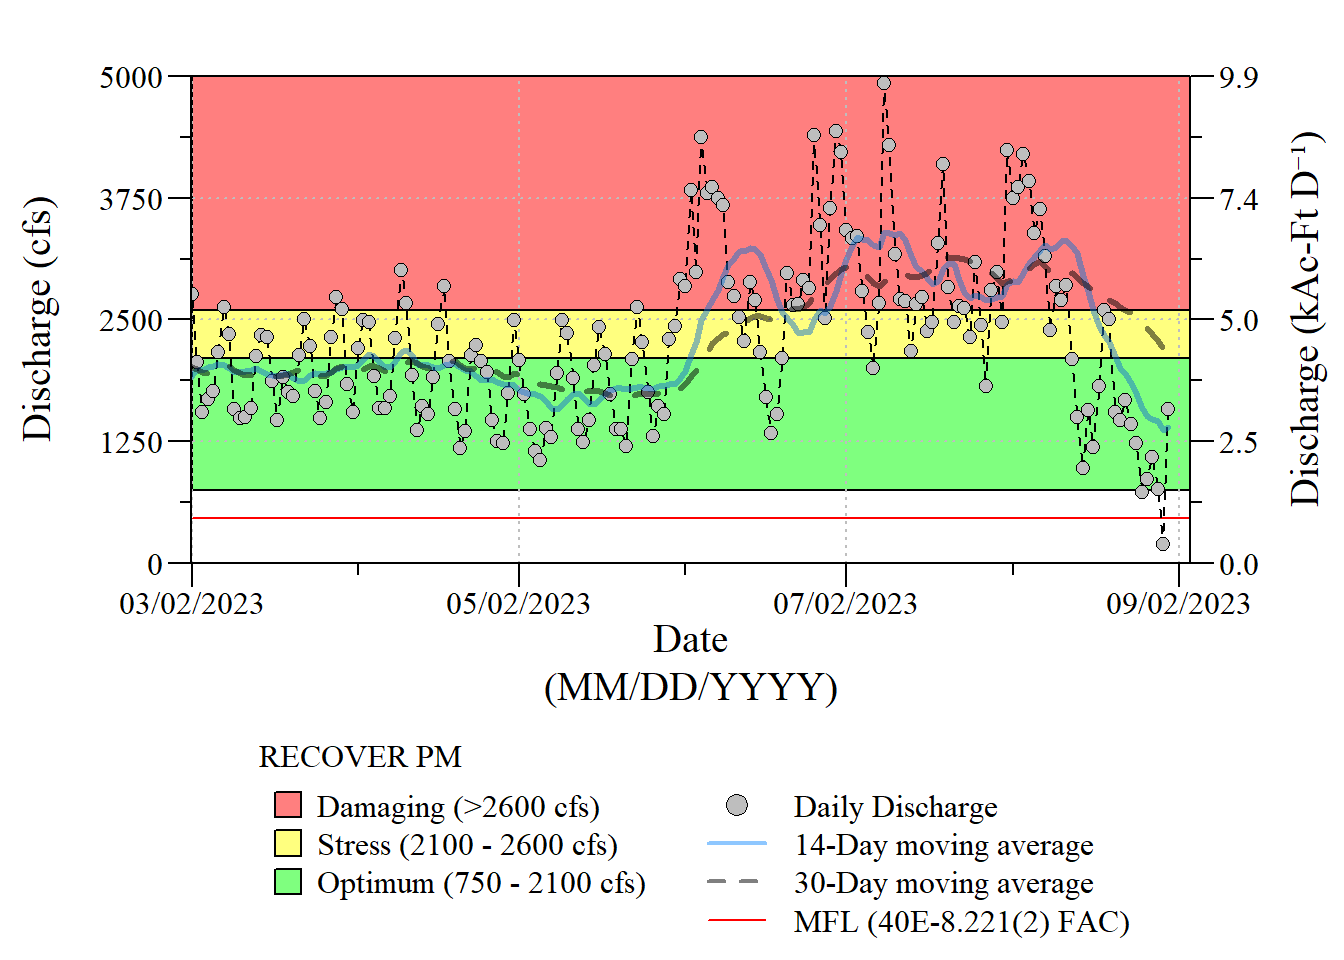 5000
3750
2500
1250
0
Discharge (cfs)
9.9
7.4
5.0
2.5
0.0
Discharge (kAc-Ft D⁻¹)
03/02/2023
05/02/2023
07/02/2023
09/02/2023
Date
(MM/DD/YYYY)
RECOVER PM
Damaging (>2600 cfs)
Stress (2100 - 2600 cfs)
Optimum (750 - 2100 cfs)
Daily Discharge
14-Day moving average
30-Day moving average
MFL (40E-8.221(2) FAC)